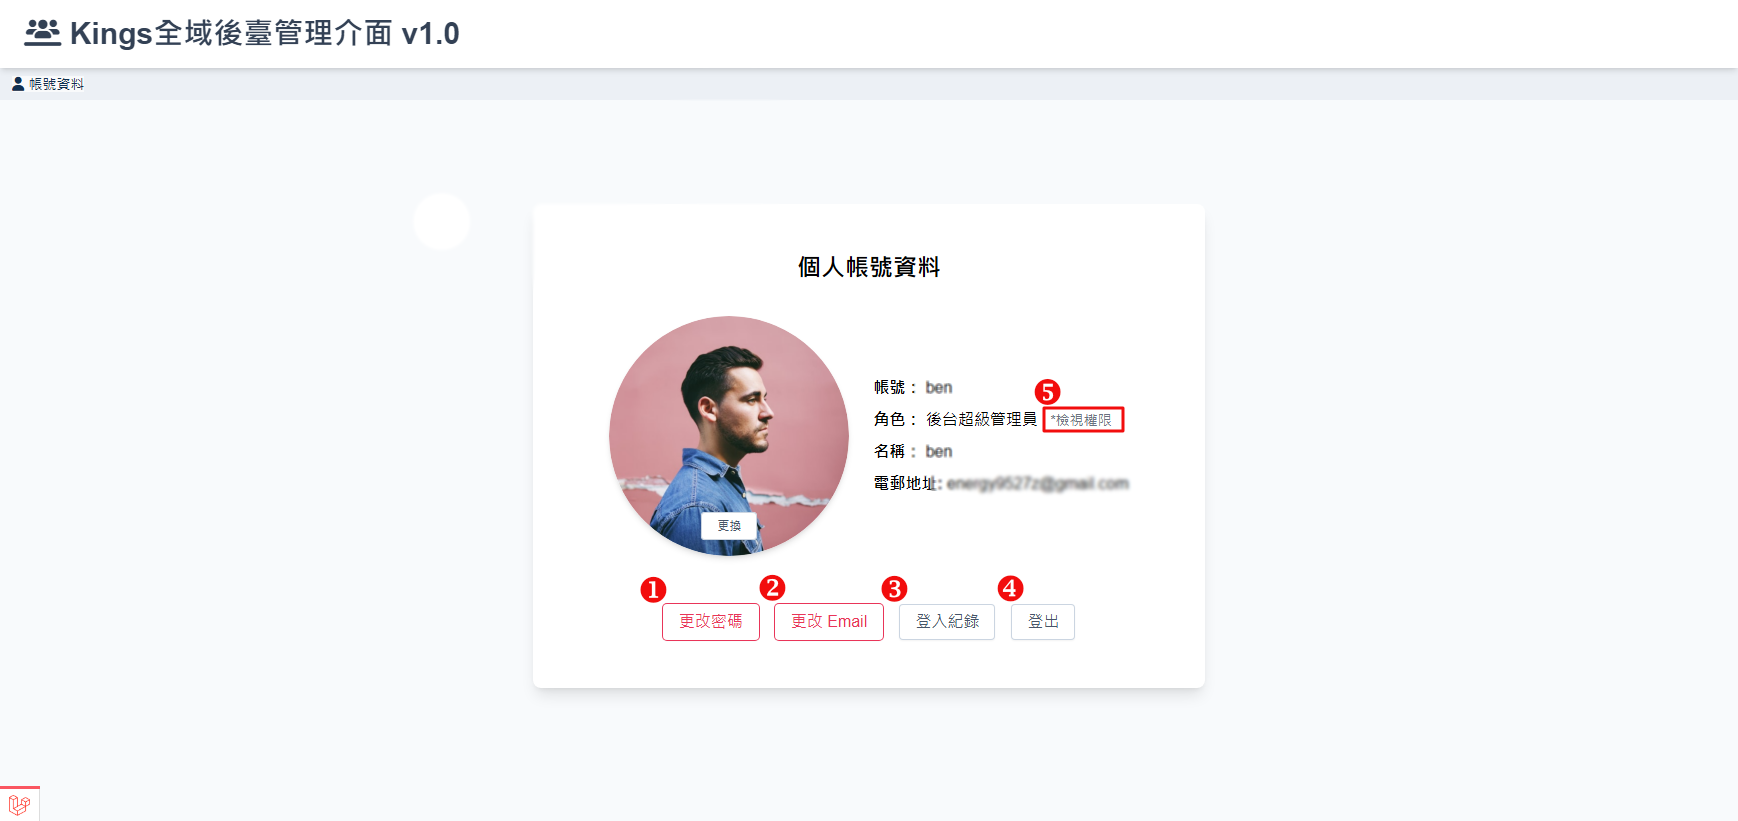 Kings全域後臺管理介面 v1.0
帳號資料
個人帳號資料
帳號： ben
5
角色： 後台超級管理員 *檢視權限
名稱： ben
電郵地址: energy9527z@gmail.com
更換
1 2 3 4
更改密碼 更改 Email 登入紀錄 登出